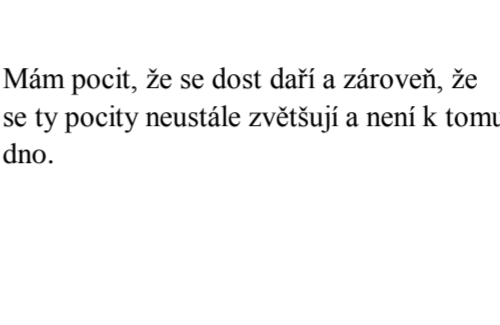 Mám pocit, že se dost daří a zároveň, že
se ty pocity neustále zvětšují a není k tomu
dno.